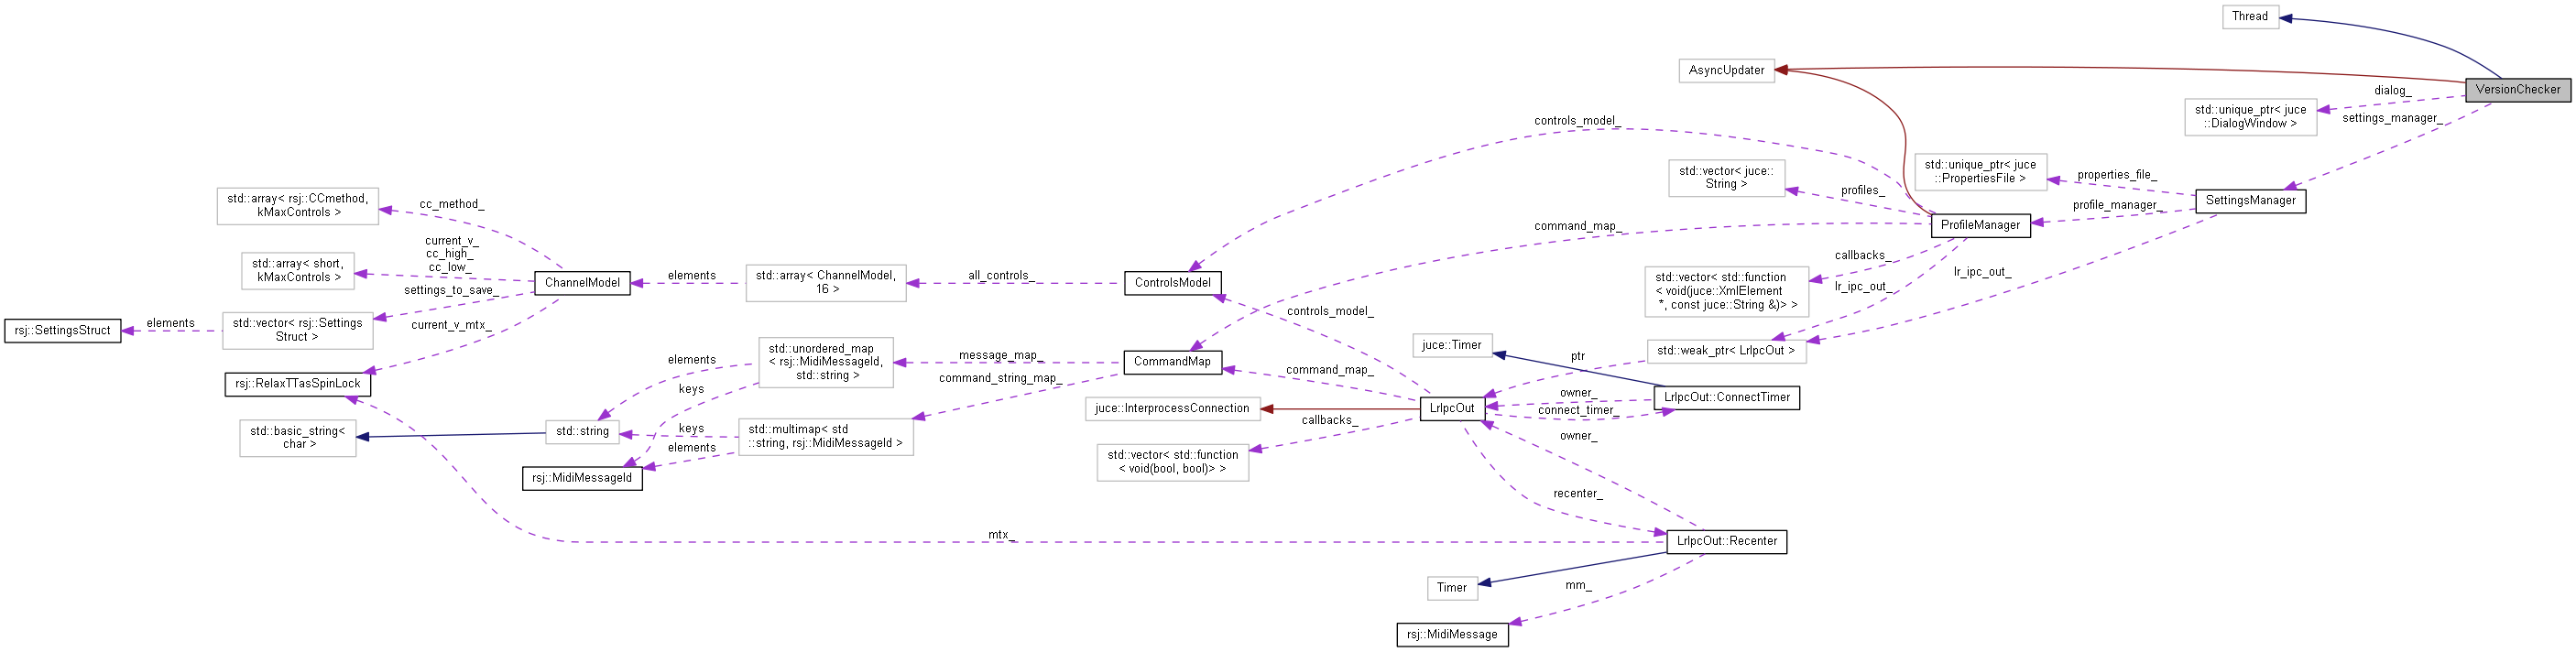 Thread
AsyncUpdater
VersionChecker
dialog_
std::unique_ptr< juce
::DialogWindow >
settings_manager_
controls_model_
std::unique_ptr< juce
::PropertiesFile >
properties_file_
SettingsManager
std::vector< juce::
String >
profiles_
profile_manager_
ProfileManager
command_map_
std::array< rsj::CCmethod,
kMaxControls >
cc_method_
current_v_
cc_high_
cc_low_
std::array< short,
kMaxControls >
ChannelModel
elements
std::array< ChannelModel,
16 >
all_controls_
ControlsModel
callbacks_
std::vector< std::function
< void(juce::XmlElement
*, const juce::String &)> >
lr_ipc_out_
lr_ipc_out_
settings_to_save_
rsj::SettingsStruct
elements
std::vector< rsj::Settings
Struct >
current_v_mtx_
controls_model_
juce::Timer
ptr
std::weak_ptr< LrIpcOut >
std::unordered_map
< rsj::MidiMessageId,
std::string >
message_map_
CommandMap
elements
keys
command_string_map_
command_map_
rsj::RelaxTTasSpinLock
juce::InterprocessConnection
LrIpcOut
owner_
connect_timer_
LrIpcOut::ConnectTimer
std::basic_string<
char >
std::string
keys
elements
std::multimap< std
::string, rsj::MidiMessageId >
callbacks_
std::vector< std::function
< void(bool, bool)> >
owner_
rsj::MidiMessageId
recenter_
mtx_
LrIpcOut::Recenter
Timer
mm_
rsj::MidiMessage